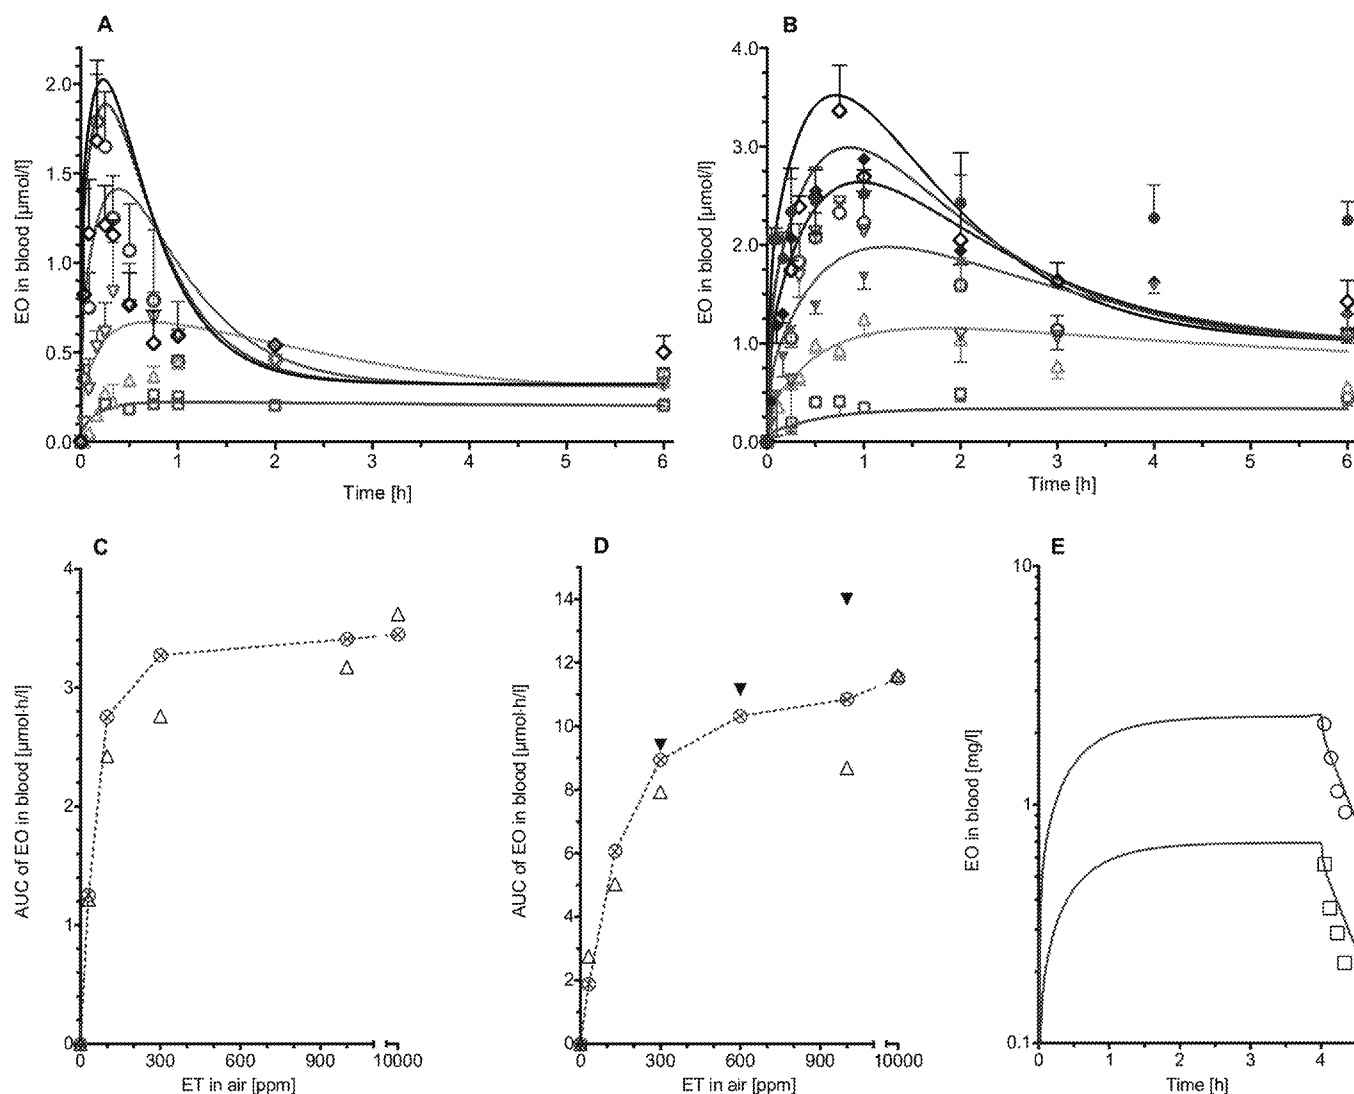 A
EO in blood [µmol/l]
2.0
1.5
1.0
0.5
0.0
0 1 2 3 4 5 6
Time [h]
B
EO in blood [µmol/l]
4.0
3.0
2.0
1.0
0.0
0 1 2 3 4 5 6
Time [h]
C
AUC of EO in blood [µmol·h/l]
4
3
2
1
0
0 300 600 900 10000
ET in air [ppm]
D
AUC of EO in blood [µmol·h/l]
14
12
10
8
6
4
2
0
0 300 600 900 10000
ET in air [ppm]
E
EO in blood [mg/l]
10
1
0.1
0 1 2 3 4
Time [h]